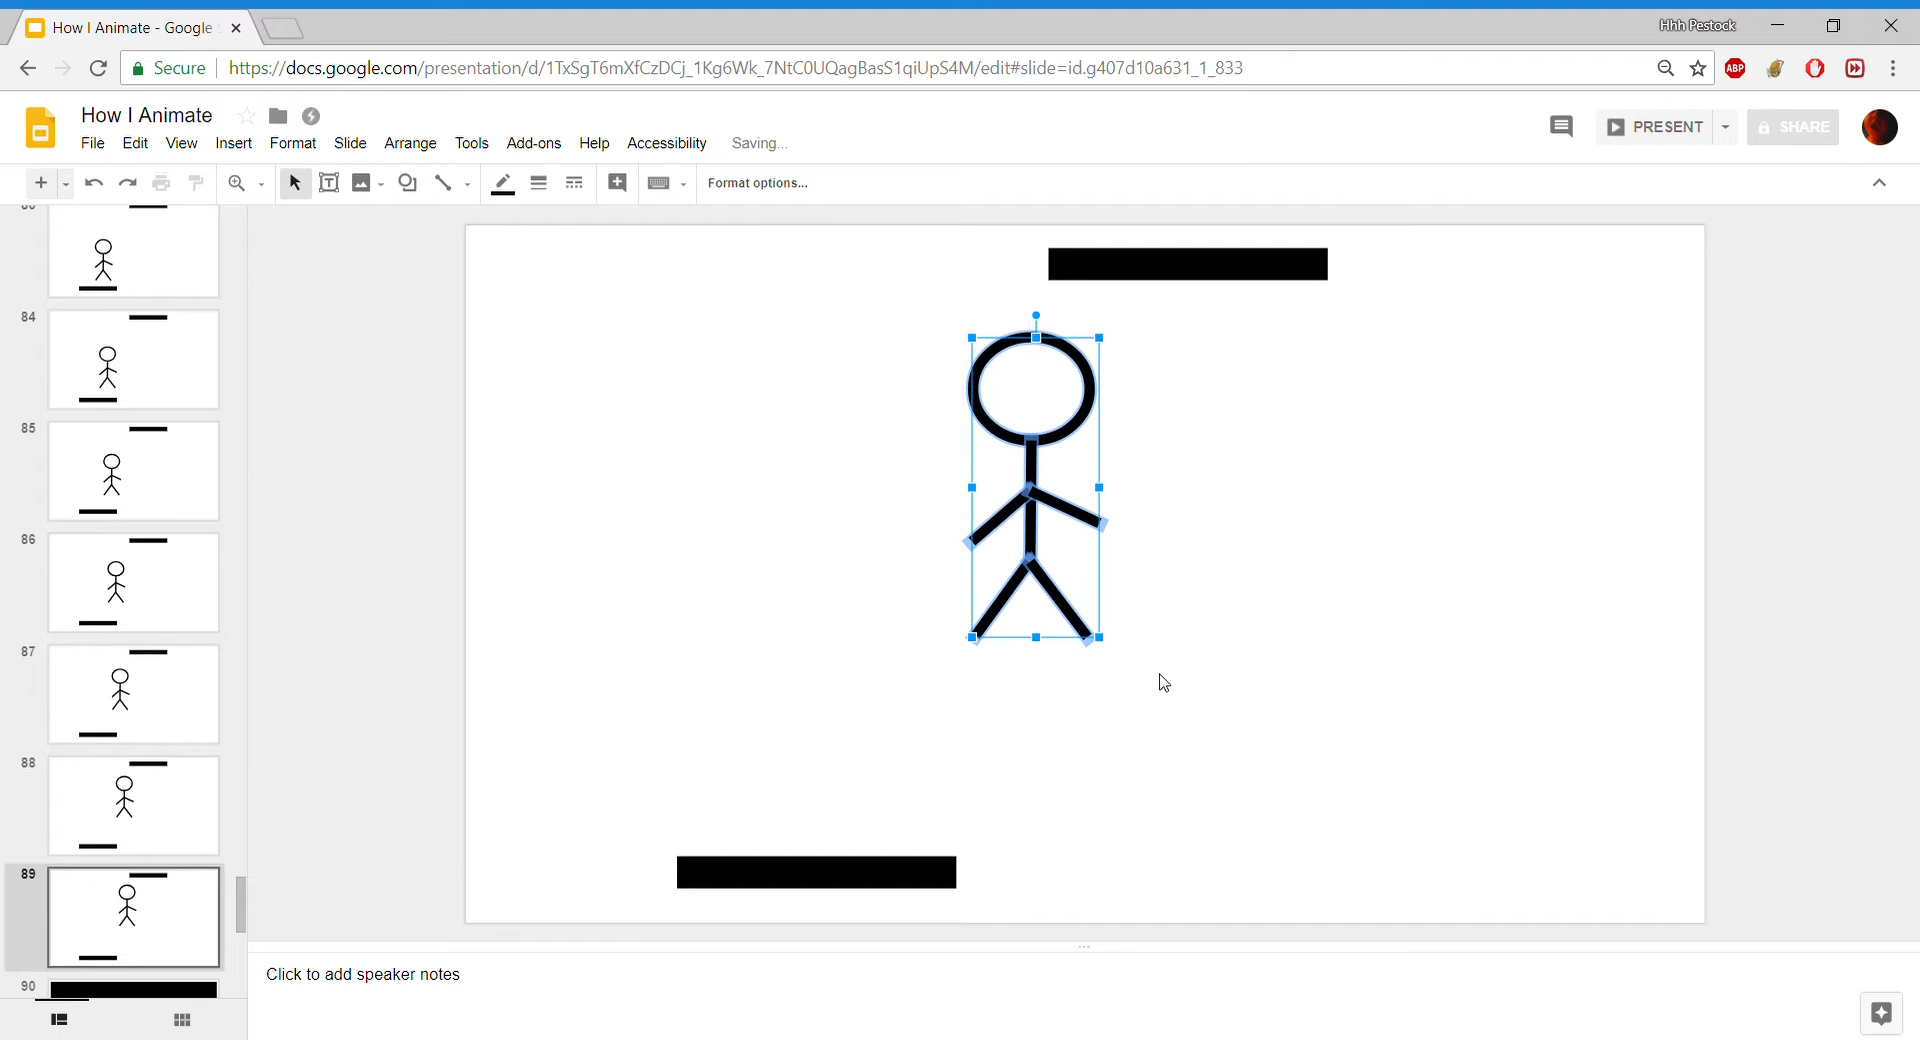 How I Animate - Google
Hhh Pestock
Secure
https://docs.google.com/presentation/d/1TxSgT6mXfCzDCj_1Kg6Wk_7NtC0UQagBasS1qiUpS4M/edit#slide=id.g407d10a631_1_833
ABP
How I Animate
File Edit View Insert Format Slide Arrange Tools Add-ons Help Accessibility Saving...
PRESENT
SHARE
Format options...
84
85
86
87
88
89
90
Click to add speaker notes